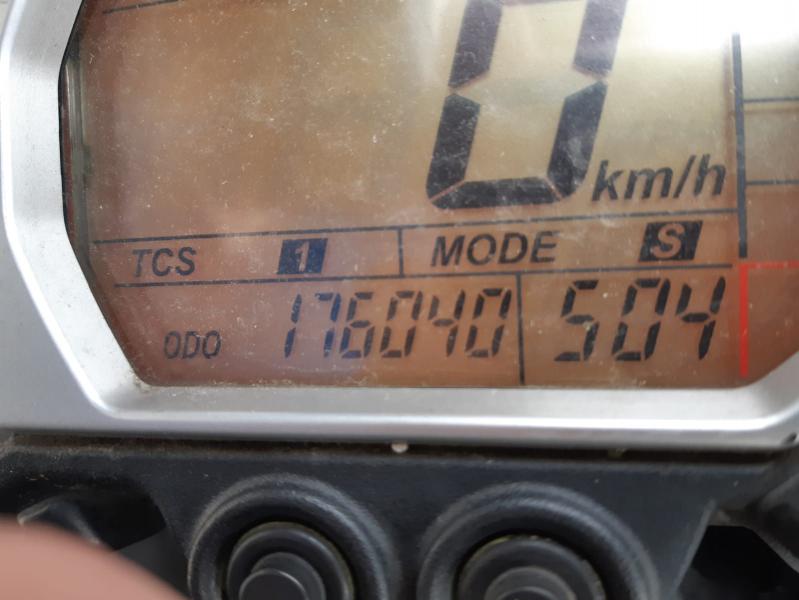 0 km/h
TCS 1 MODE S
ODO 176040 504